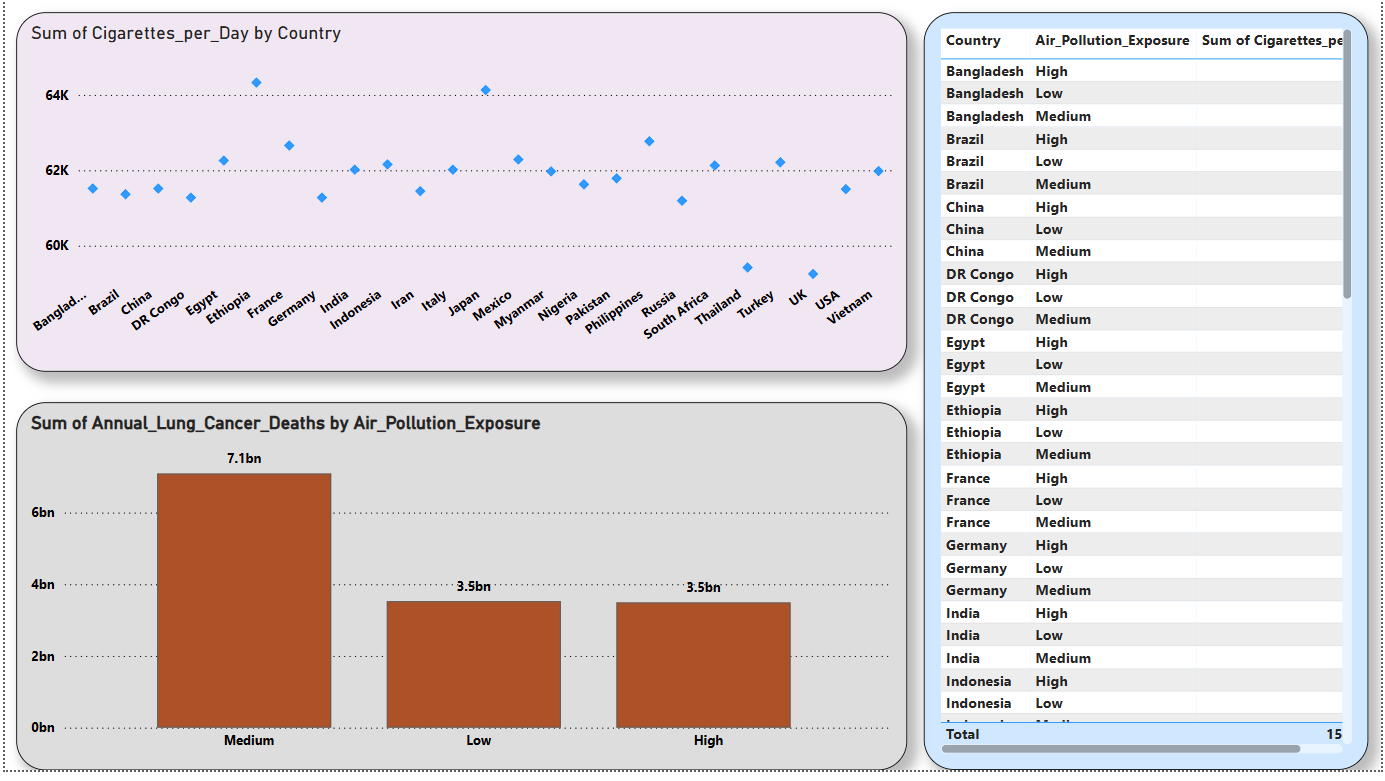 Sum of Cigarettes_per_Day by Country
64K
62K
60K
Banglad...
Brazil
China
DR Congo
Egypt
Ethiopia
France
Germany
India
Indonesia
Iran
Italy
Japan
Mexico
Myanmar
Nigeria
Pakistan
Philippines
Russia
South Africa
Thailand
Turkey
UK
USA
Vietnam
Sum of Annual_Lung_Cancer_Deaths by Air_Pollution_Exposure
7.1bn
6bn
4bn
3.5bn
3.5bn
2bn
0bn
Medium
Low
High
Country Air_Pollution_Exposure Sum of Cigarettes_pe
Bangladesh High
Bangladesh Low
Bangladesh Medium
Brazil High
Brazil Low
Brazil Medium
China High
China Low
China Medium
DR Congo High
DR Congo Low
DR Congo Medium
Egypt High
Egypt Low
Egypt Medium
Ethiopia High
Ethiopia Low
Ethiopia Medium
France High
France Low
France Medium
Germany High
Germany Low
Germany Medium
India High
India Low
India Medium
Indonesia High
Indonesia Low
Total 15